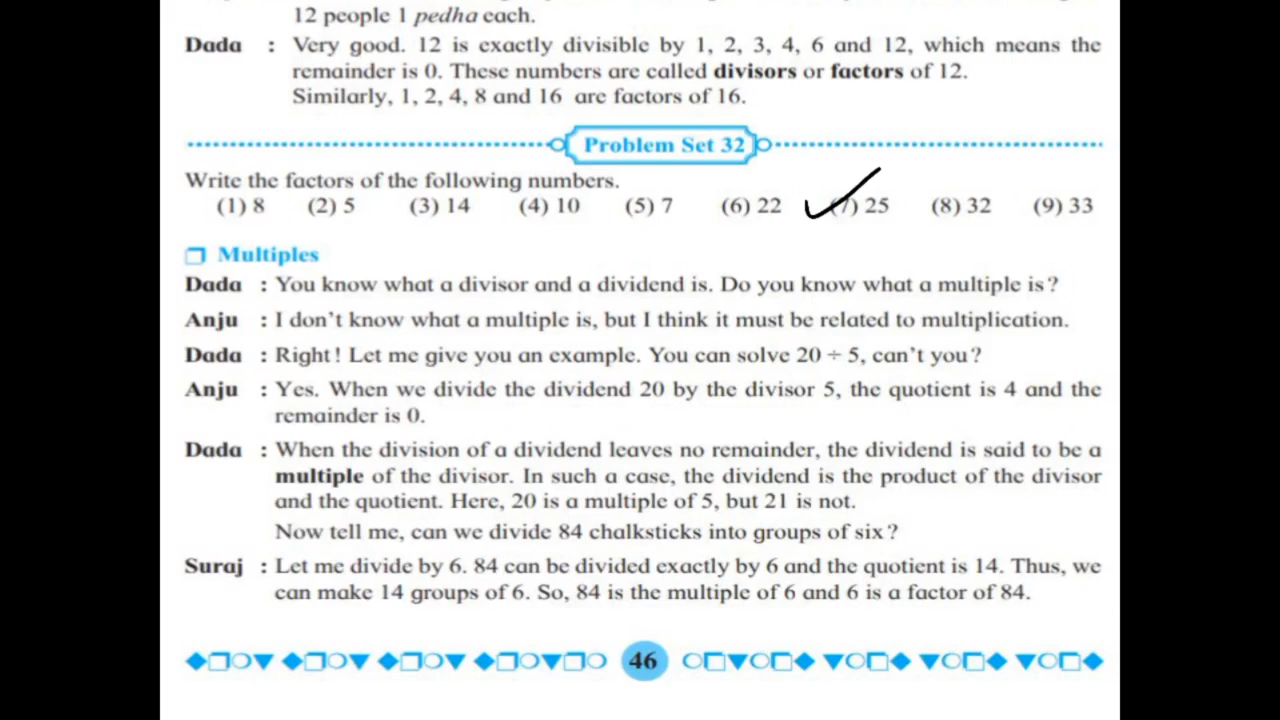 12 people 1 pedha each.
Dada : Very good. 12 is exactly divisible by 1, 2, 3, 4, 6 and 12, which means the
remainder is 0. These numbers are called divisors or factors of 12.
Similarly, 1, 2, 4, 8 and 16 are factors of 16.
Problem Set 32
Write the factors of the following numbers.
(1) 8 (2) 5 (3) 14 (4) 10 (5) 7 (6) 22 (7) 25 (8) 32 (9) 33
Multiples
Dada : You know what a divisor and a dividend is. Do you know what a multiple is?
Anju : I don't know what a multiple is, but I think it must be related to multiplication.
Dada : Right! Let me give you an example. You can solve 20 ÷ 5, can't you?
Anju : Yes. When we divide the dividend 20 by the divisor 5, the quotient is 4 and the
remainder is 0.
Dada : When the division of a dividend leaves no remainder, the dividend is said to be a
multiple of the divisor. In such a case, the dividend is the product of the divisor
and the quotient. Here, 20 is a multiple of 5, but 21 is not.
Now tell me, can we divide 84 chalksticks into groups of six?
Suraj : Let me divide by 6. 84 can be divided exactly by 6 and the quotient is 14. Thus, we
can make 14 groups of 6. So, 84 is the multiple of 6 and 6 is a factor of 84.
46